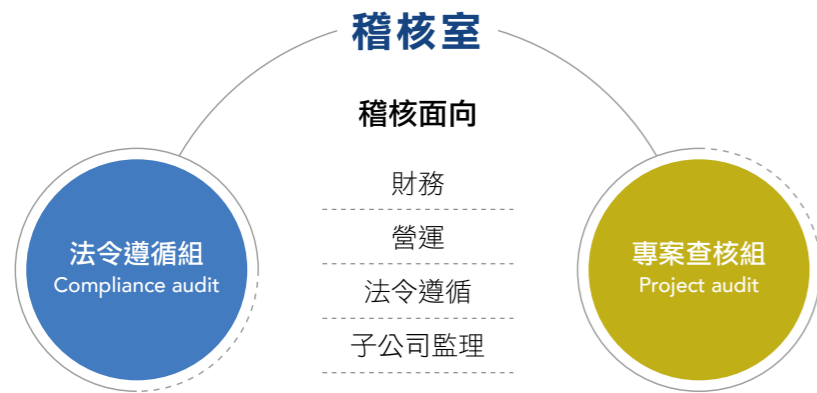 稽核室
稽核面向
財務
營運
法令遵循
子公司監理
法令遵循組
Compliance audit
專案查核組
Project audit